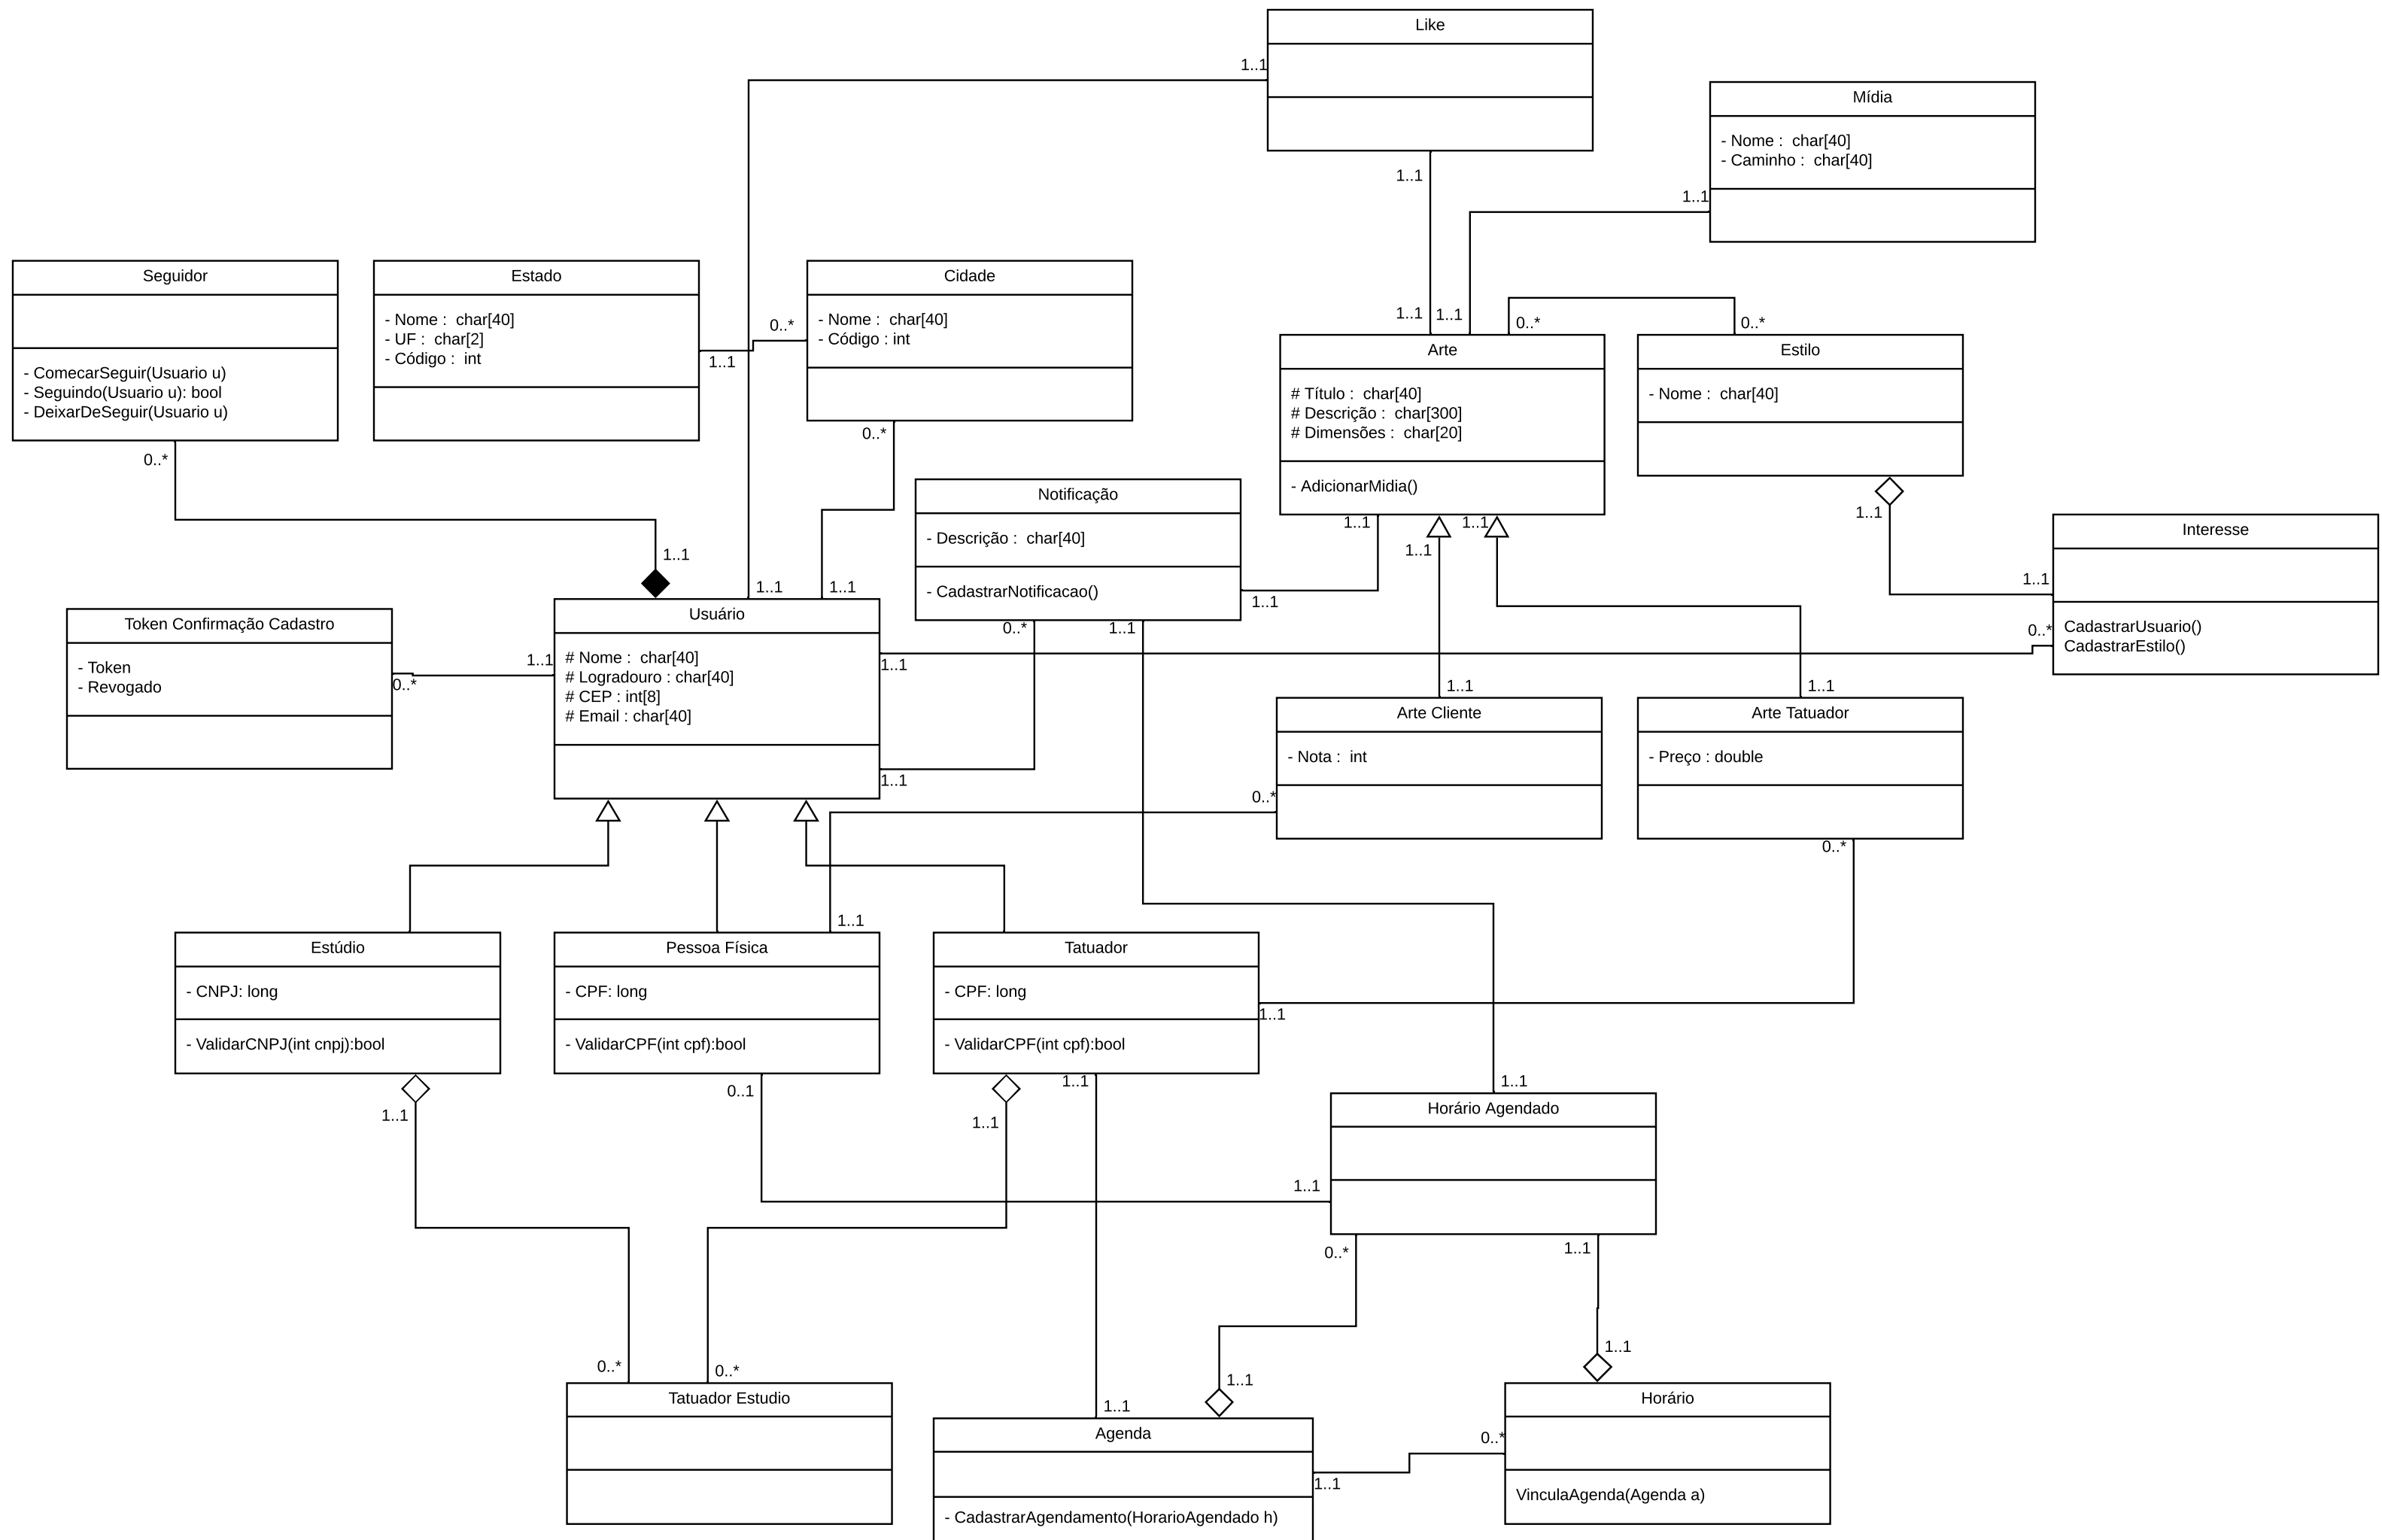 Like
1..1
1..1
Mídia
- Nome :  char[40]
- Caminho :  char[40]
1..1
Seguidor
- ComecarSeguir(Usuario u)
- Seguindo(Usuario u): bool
- DeixarDeSeguir(Usuario u)
0..*
Estado
- Nome :  char[40]
- UF :  char[2]
- Código :  int
1..1
0..*
Cidade
- Nome :  char[40]
- Código : int
0..*
1..1
1..1
0..*
0..*
Arte
# Título :  char[40]
# Descrição :  char[300]
# Dimensões :  char[20]
- AdicionarMidia()
1..1
1..1
1..1
Estilo
- Nome :  char[40]
1..1
Notificação
- Descrição :  char[40]
- CadastrarNotificacao()
1..1
0..*
1..1
Interesse
CadastrarUsuario()
CadastrarEstilo()
1..1
0..*
1..1
1..1
1..1
Token Confirmação Cadastro
- Token
- Revogado
0..*
1..1
Usuário
# Nome :  char[40]
# Logradouro : char[40]
# CEP : int[8]
# Email : char[40]
1..1
1..1
1..1
1..1
Arte Cliente
- Nota :  int
0..*
Arte Tatuador
- Preço : double
0..*
1..1
Estúdio
- CNPJ: long
- ValidarCNPJ(int cnpj):bool
1..1
Pessoa Física
- CPF: long
- ValidarCPF(int cpf):bool
0..1
Tatuador
- CPF: long
- ValidarCPF(int cpf):bool
1..1
1..1
1..1
1..1
Horário Agendado
1..1
0..*
1..1
0..*
0..*
Tatuador Estudio
1..1
1..1
Agenda
- CadastrarAgendamento(HorarioAgendado h)
1..1
0..*
1..1
Horário
VinculaAgenda(Agenda a)